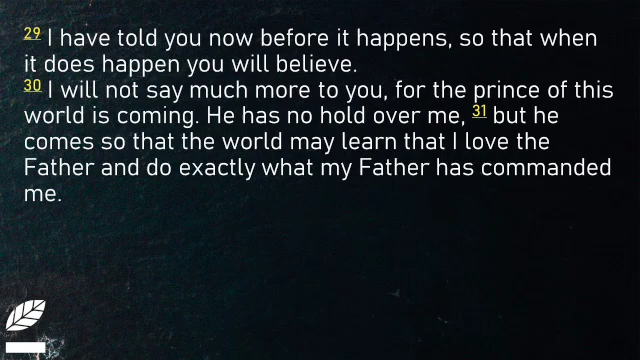 29 I have told you now before it happens, so that when
it does happen you will believe.
30 I will not say much more to you, for the prince of this
world is coming. He has no hold over me, 31 but he
comes so that the world may learn that I love the
Father and do exactly what my Father has commanded
me.